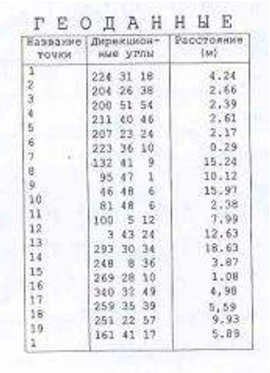 ГЕОДАННЫЕ
Название точки Дирекцион- ные углы Расстояние (м)
1
224 31 18 4.24
2
204 26 38 2.66
3
200 51 54 2.39
4
231 40 46 2.61
5
207 23 24 2.17
6
223 36 10 0.29
7
132 41 9 15.24
8
95 47 1 10.12
9
46 48 6 15.97
10
81 48 6 2.38
11
100 5 12 7.99
12
3 43 24 12.63
13
293 30 34 18.63
14
248 8 36 3.87
15
269 28 10 1.08
16
340 32 49 4,98
17
259 35 39 5,59
18
251 22 57 9.93
19
161 41 17 5.89
1